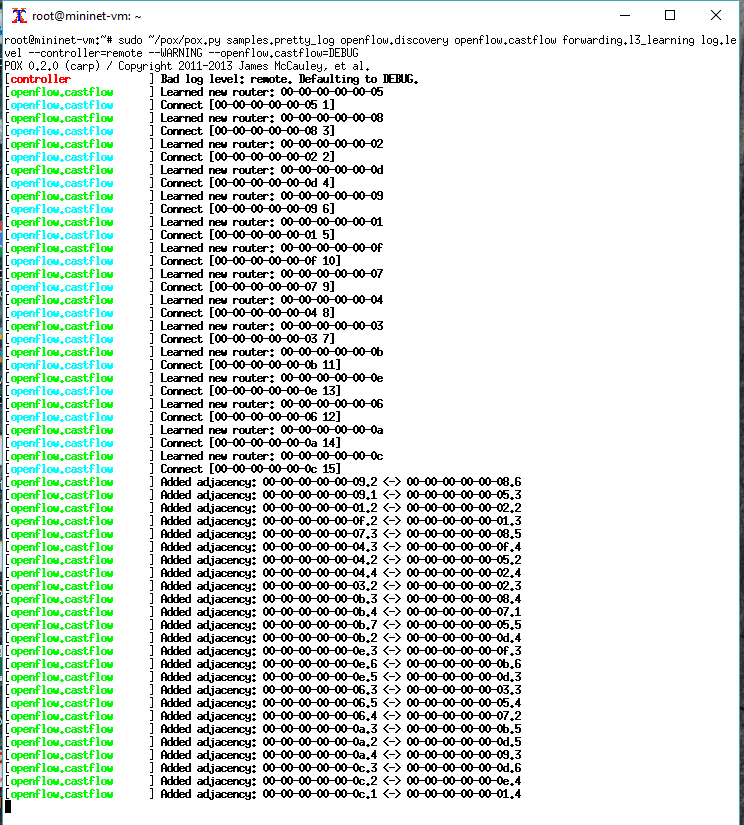 root@mininet-vm: ~
root@mininet-vm:~# sudo ~/pox/pox.py samples.pretty_log openflow.discovery openflow.castflow forwarding.l3_learning log.le
vel --controller=remote --WARNING --openflow.castflow=DEBUG
POX 0.2.0 (carp) / Copyright 2011-2013 James McCauley, et al.
[controller ] Bad log level: remote. Defaulting to DEBUG.
[openflow.castflow ] Learned new router: 00-00-00-00-00-05
[openflow.castflow ] Connect [00-00-00-00-00-05 1]
[openflow.castflow ] Learned new router: 00-00-00-00-00-08
[openflow.castflow ] Connect [00-00-00-00-00-08 3]
[openflow.castflow ] Learned new router: 00-00-00-00-00-02
[openflow.castflow ] Connect [00-00-00-00-00-02 2]
[openflow.castflow ] Learned new router: 00-00-00-00-00-0d
[openflow.castflow ] Connect [00-00-00-00-00-0d 4]
[openflow.castflow ] Learned new router: 00-00-00-00-00-09
[openflow.castflow ] Connect [00-00-00-00-00-09 6]
[openflow.castflow ] Learned new router: 00-00-00-00-00-01
[openflow.castflow ] Connect [00-00-00-00-00-01 5]
[openflow.castflow ] Learned new router: 00-00-00-00-00-0f
[openflow.castflow ] Connect [00-00-00-00-00-0f 10]
[openflow.castflow ] Learned new router: 00-00-00-00-00-07
[openflow.castflow ] Connect [00-00-00-00-00-07 9]
[openflow.castflow ] Learned new router: 00-00-00-00-00-04
[openflow.castflow ] Connect [00-00-00-00-00-04 8]
[openflow.castflow ] Learned new router: 00-00-00-00-00-03
[openflow.castflow ] Connect [00-00-00-00-00-03 7]
[openflow.castflow ] Learned new router: 00-00-00-00-00-0b
[openflow.castflow ] Connect [00-00-00-00-00-0b 11]
[openflow.castflow ] Learned new router: 00-00-00-00-00-0e
[openflow.castflow ] Connect [00-00-00-00-00-0e 13]
[openflow.castflow ] Learned new router: 00-00-00-00-00-06
[openflow.castflow ] Connect [00-00-00-00-00-06 12]
[openflow.castflow ] Learned new router: 00-00-00-00-00-0a
[openflow.castflow ] Connect [00-00-00-00-00-0a 14]
[openflow.castflow ] Learned new router: 00-00-00-00-00-0c
[openflow.castflow ] Connect [00-00-00-00-00-0c 15]
[openflow.castflow ] Added adjacency: 00-00-00-00-00-09.2 <-> 00-00-00-00-00-08.6
[openflow.castflow ] Added adjacency: 00-00-00-00-00-09.1 <-> 00-00-00-00-00-05.3
[openflow.castflow ] Added adjacency: 00-00-00-00-00-01.2 <-> 00-00-00-00-00-02.2
[openflow.castflow ] Added adjacency: 00-00-00-00-00-0f.2 <-> 00-00-00-00-00-01.3
[openflow.castflow ] Added adjacency: 00-00-00-00-00-07.3 <-> 00-00-00-00-00-08.5
[openflow.castflow ] Added adjacency: 00-00-00-00-00-04.3 <-> 00-00-00-00-00-0f.4
[openflow.castflow ] Added adjacency: 00-00-00-00-00-04.2 <-> 00-00-00-00-00-05.2
[openflow.castflow ] Added adjacency: 00-00-00-00-00-04.4 <-> 00-00-00-00-00-02.4
[openflow.castflow ] Added adjacency: 00-00-00-00-00-03.2 <-> 00-00-00-00-00-02.3
[openflow.castflow ] Added adjacency: 00-00-00-00-00-0b.3 <-> 00-00-00-00-00-08.4
[openflow.castflow ] Added adjacency: 00-00-00-00-00-0b.4 <-> 00-00-00-00-00-07.1
[openflow.castflow ] Added adjacency: 00-00-00-00-00-0b.7 <-> 00-00-00-00-00-05.5
[openflow.castflow ] Added adjacency: 00-00-00-00-00-0b.2 <-> 00-00-00-00-00-0d.4
[openflow.castflow ] Added adjacency: 00-00-00-00-00-0e.3 <-> 00-00-00-00-00-0f.3
[openflow.castflow ] Added adjacency: 00-00-00-00-00-0e.6 <-> 00-00-00-00-00-0b.6
[openflow.castflow ] Added adjacency: 00-00-00-00-00-0e.5 <-> 00-00-00-00-00-0d.3
[openflow.castflow ] Added adjacency: 00-00-00-00-00-06.3 <-> 00-00-00-00-00-03.3
[openflow.castflow ] Added adjacency: 00-00-00-00-00-06.5 <-> 00-00-00-00-00-05.4
[openflow.castflow ] Added adjacency: 00-00-00-00-00-06.4 <-> 00-00-00-00-00-07.2
[openflow.castflow ] Added adjacency: 00-00-00-00-00-0a.3 <-> 00-00-00-00-00-0b.5
[openflow.castflow ] Added adjacency: 00-00-00-00-00-0a.2 <-> 00-00-00-00-00-0d.5
[openflow.castflow ] Added adjacency: 00-00-00-00-00-0a.4 <-> 00-00-00-00-00-09.3
[openflow.castflow ] Added adjacency: 00-00-00-00-00-0c.3 <-> 00-00-00-00-00-0d.6
[openflow.castflow ] Added adjacency: 00-00-00-00-00-0c.2 <-> 00-00-00-00-00-0e.4
[openflow.castflow ] Added adjacency: 00-00-00-00-00-0c.1 <-> 00-00-00-00-00-01.4